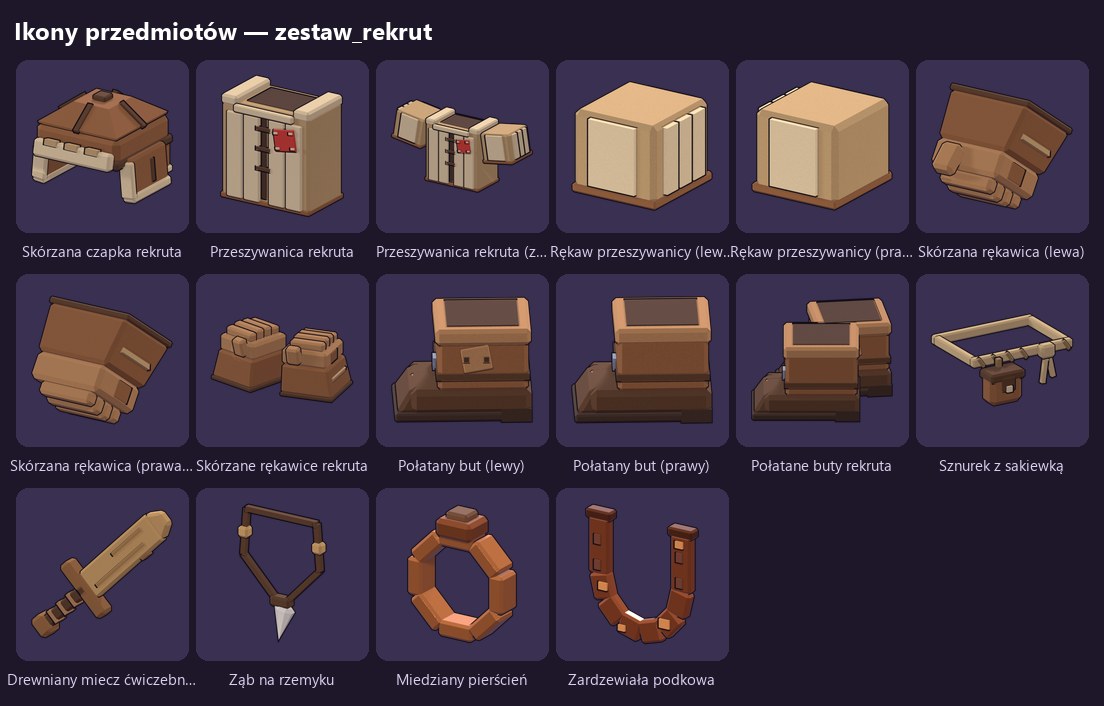 Ikony przedmiotów — zestaw_rekrut
Skórzana czapka rekruta
Przeszywanica rekruta
Przeszywanica rekruta (z...
Rękaw przeszywanicy (lew...
Rękaw przeszywanicy (pra...
Skórzana rękawica (lewa)
Skórzana rękawica (prawa...
Skórzane rękawice rekruta
Połatany but (lewy)
Połatany but (prawy)
Połatane buty rekruta
Sznurek z sakiewką
Drewniany miecz ćwiczebn...
Ząb na rzemyku
Miedziany pierścień
Zardzewiała podkowa